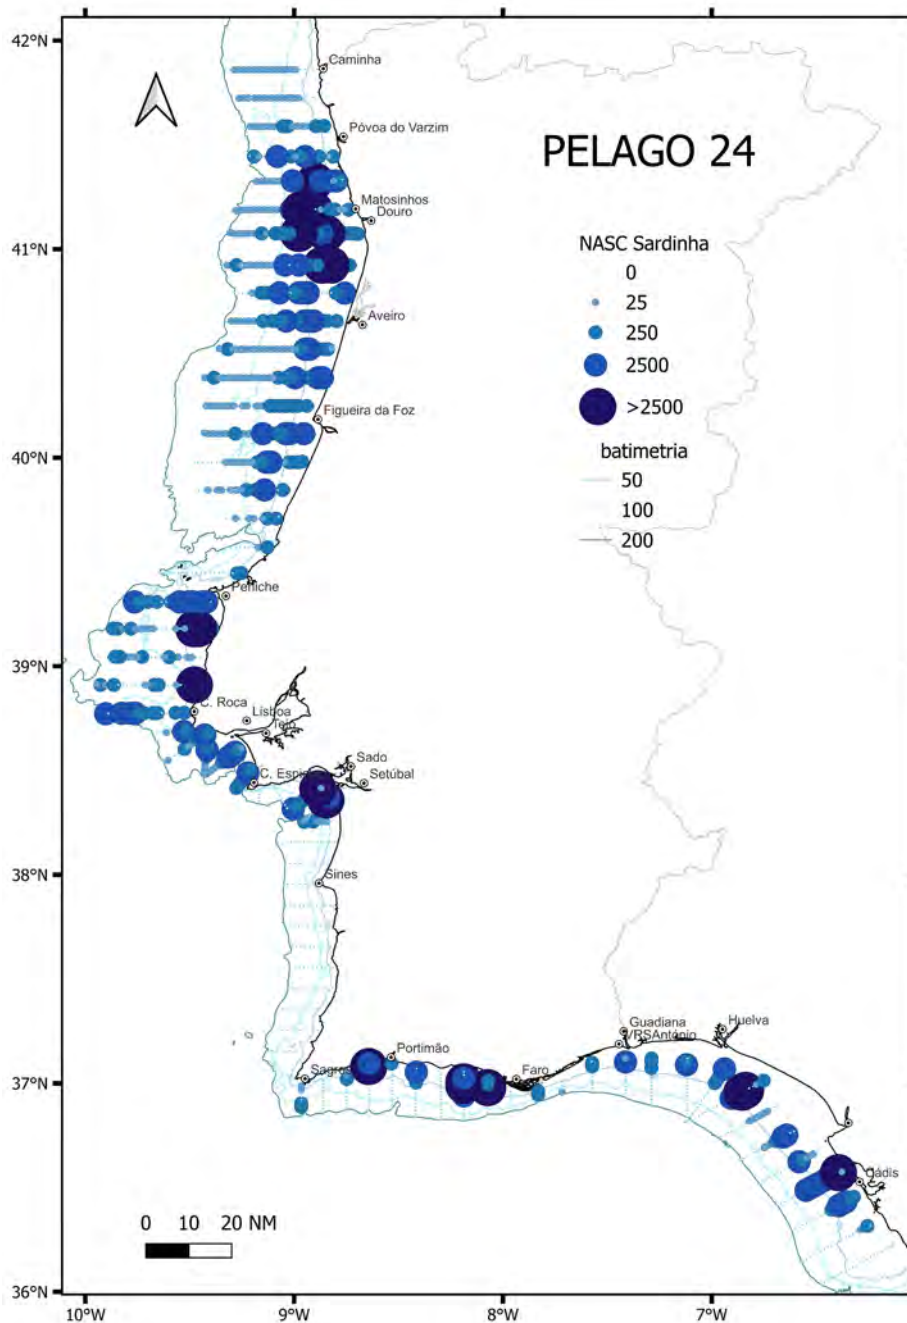 42°N
Caminha
Póvoa do Varzim
PELAGO 24
Matosinhos
Douro
41°N
NASC Sardinha
0
25
250
2500
>2500
Aveiro
Figueira da Foz
batimetria
50
100
200
40°N
Peniche
39°N
C. Roca
Lisboa
Tejo
Sado
C. Espi
Setúbal
38°N
Sines
Guadiana
Huelva
VRSAntónio
Portimão
37°N
Sagres
Faro
Cádis
0 10 20 NM
36°N
10°W 9°W 8°W 7°W